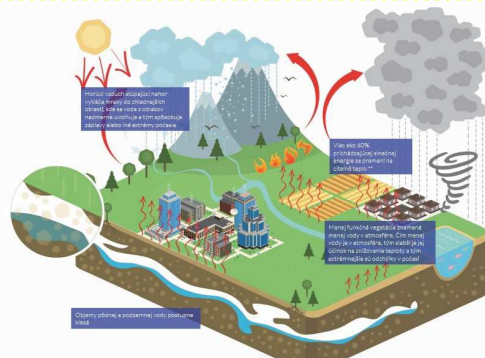 Horúci vzduch stúpajúci nahor
vytláča mraky do chladnejších
oblastí, kde sa voda z oblakov
nadmerne uvoľňuje a tým spôsobuje
záplavy alebo iné extrémy počasia
Viac ako 60%
prichádzajúcej slnečnej
energie sa premení na
citeľné teplo **
Menej funkčná vegetácia znamená
menej vody v atmosfére. Čím menej
vody je v atmosfére, tým slabší je jej
účinok na znižovanie teploty a tým
extrémnejšie sú odchýlky v počasí
Objemy pôdnej a podzemnej vody postupne
klesá